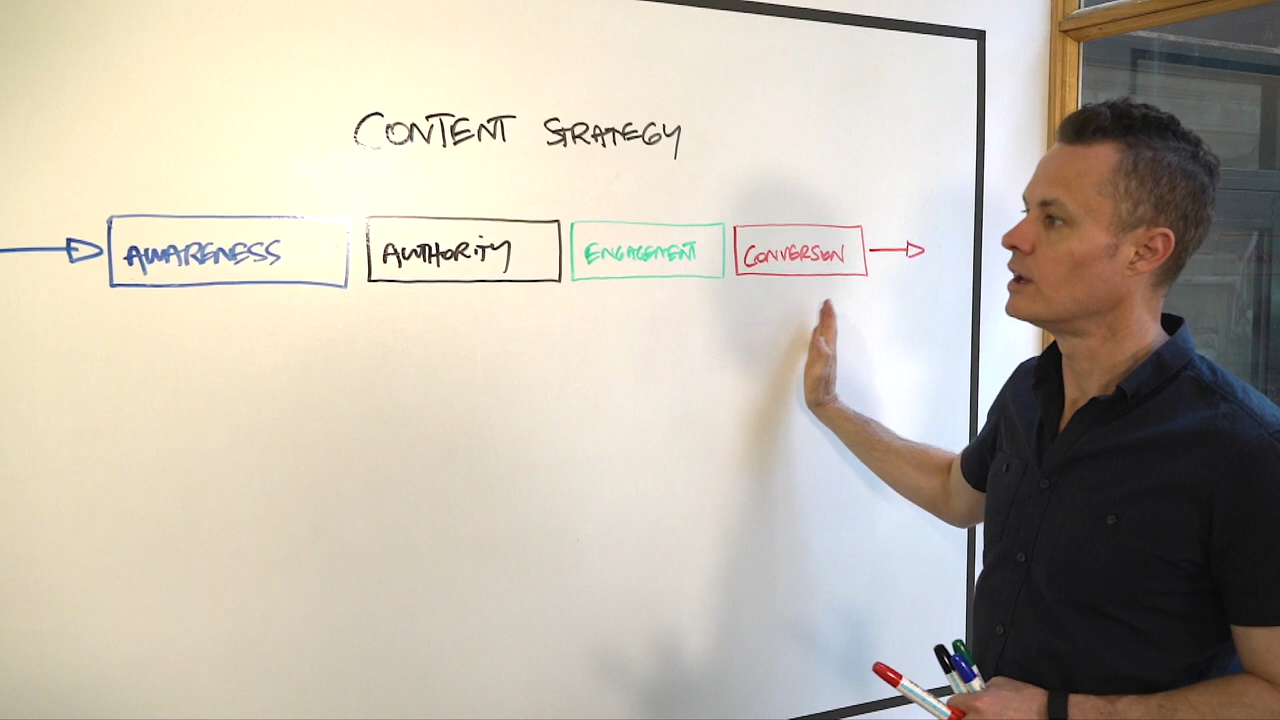 CONTENT STRATEGY
AWARENESS AUTHORITY ENGAGEMENT CONVERSION